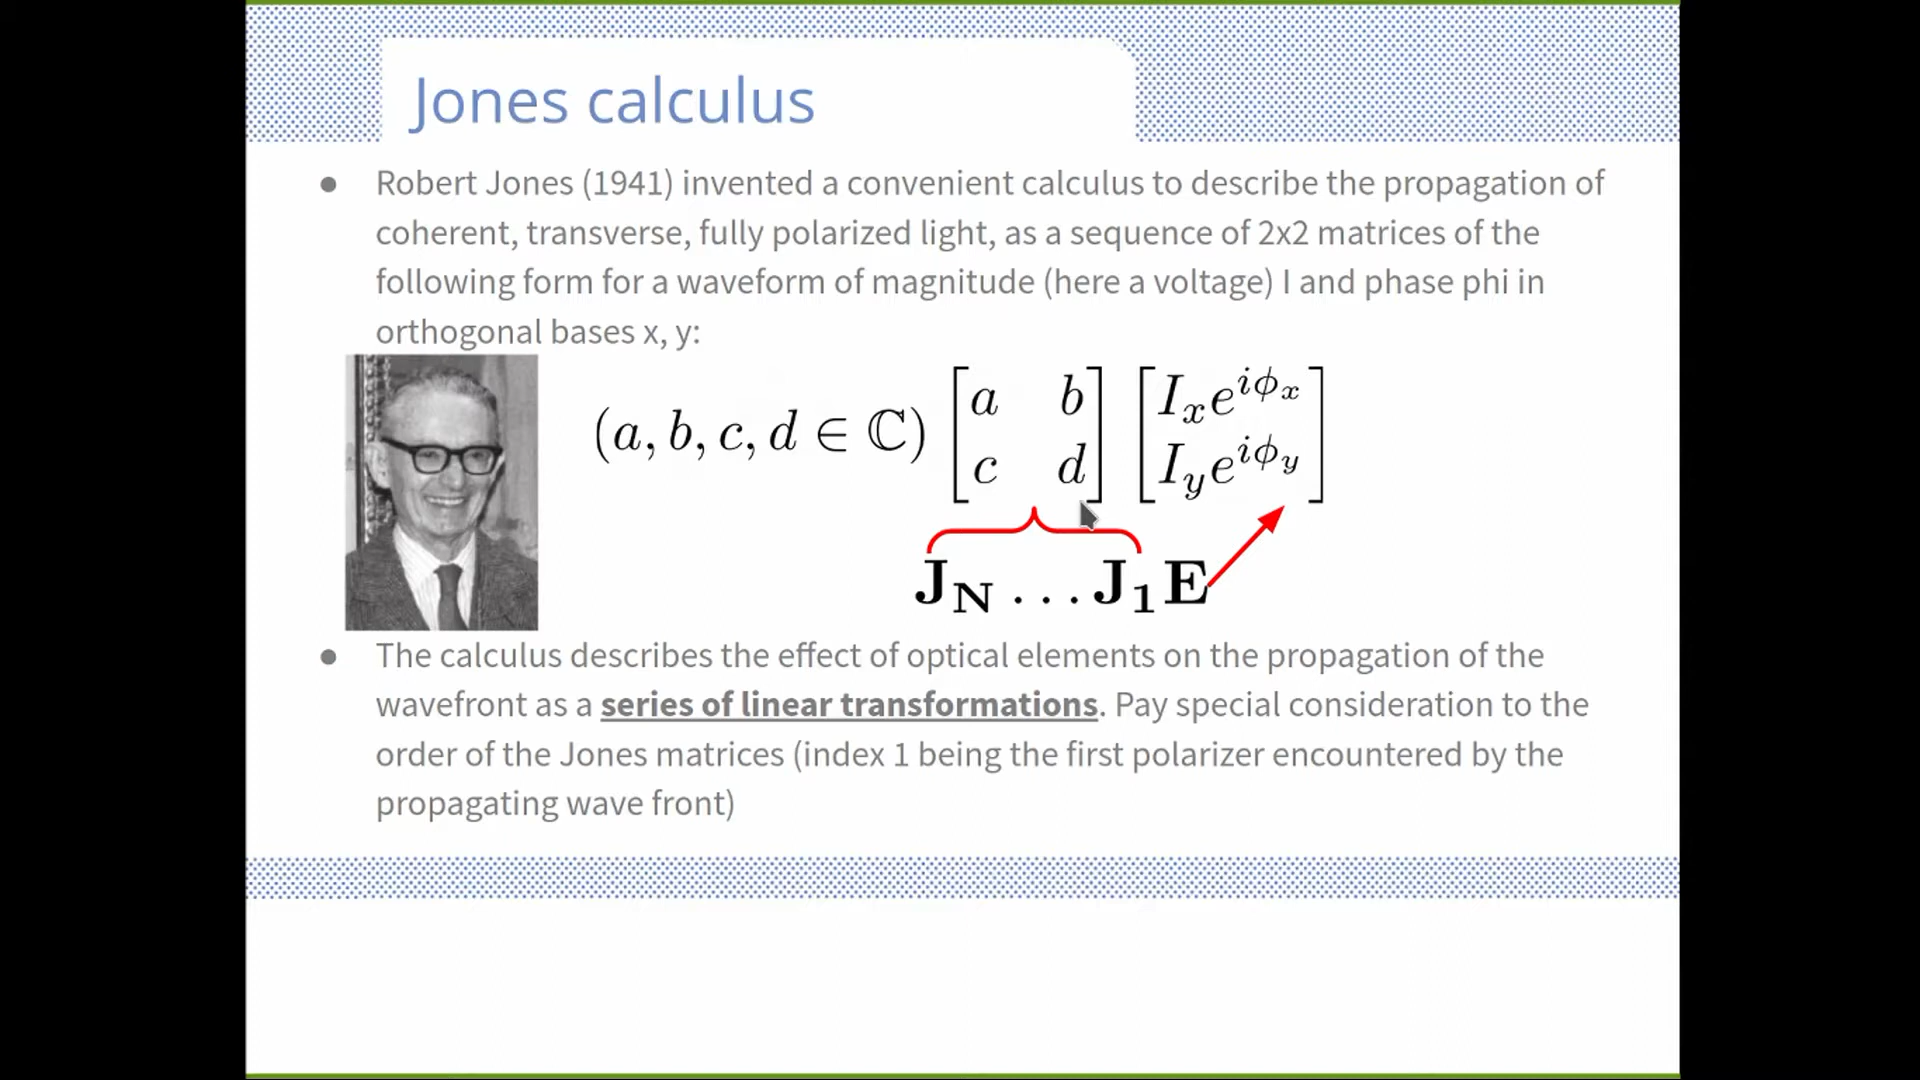 Jones calculus
● Robert Jones (1941) invented a convenient calculus to describe the propagation of
coherent, transverse, fully polarized light, as a sequence of 2x2 matrices of the
following form for a waveform of magnitude (here a voltage) I and phase phi in
orthogonal bases x, y:
(a, b, c, d ∈ ℂ) [a b; c d] [I_x e^{iϕ_x}; I_y e^{iϕ_y}]
J_N ... J_1 E
● The calculus describes the effect of optical elements on the propagation of the
wavefront as a series of linear transformations. Pay special consideration to the
order of the Jones matrices (index 1 being the first polarizer encountered by the
propagating wave front)